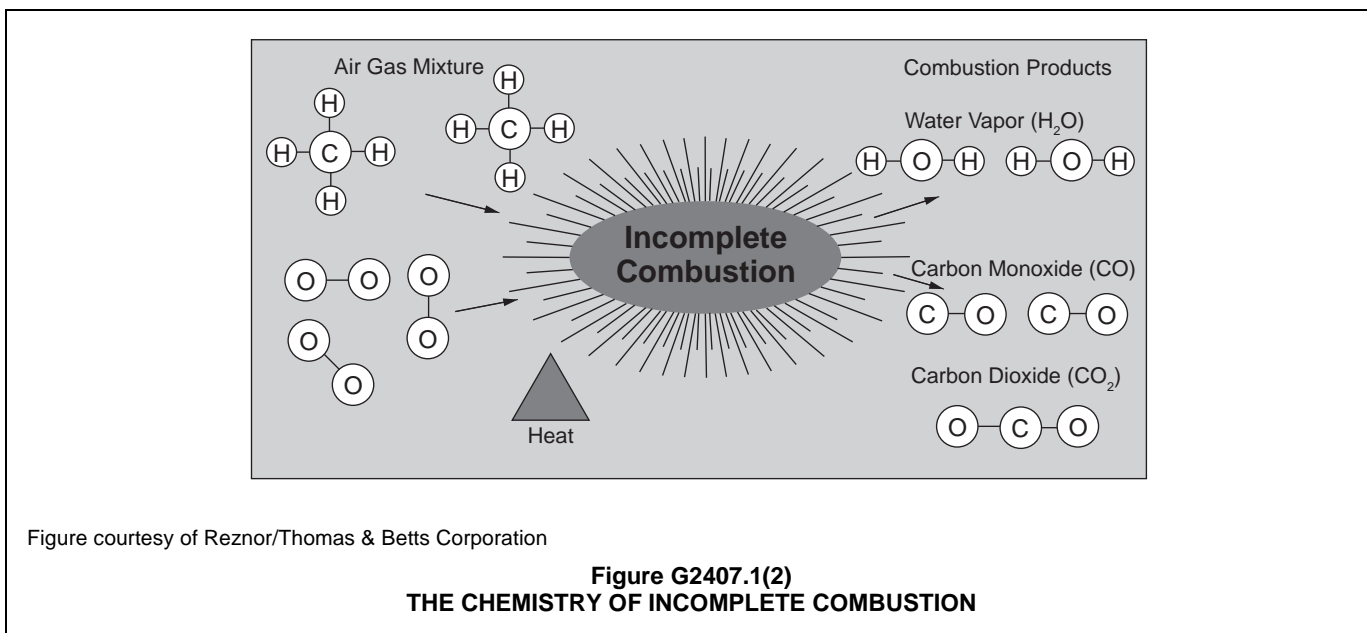 Air Gas Mixture
Combustion Products
H
H
H C H
H C H
H
H
Water Vapor (H₂O)
H O H H O H
Incomplete
Combustion
O O
O
O
O
O
Carbon Monoxide (CO)
C O C O
Carbon Dioxide (CO₂)
O C O
Heat
Figure courtesy of Reznor/Thomas & Betts Corporation
Figure G2407.1(2)
THE CHEMISTRY OF INCOMPLETE COMBUSTION